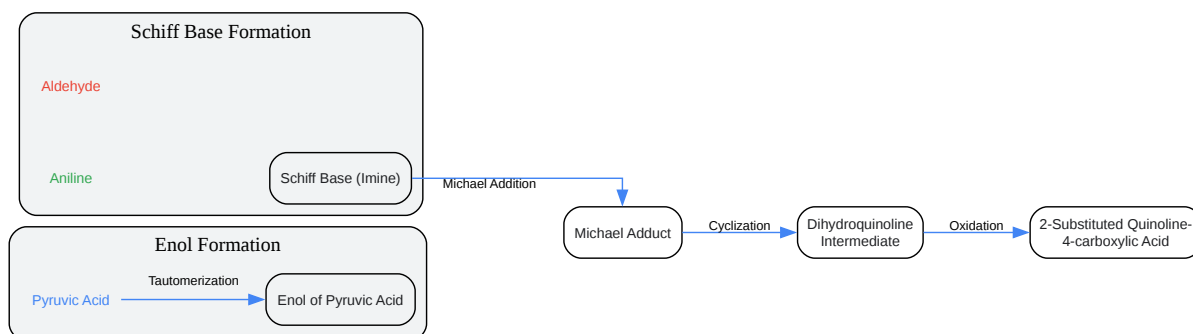 Schiff Base Formation
Aldehyde
Aniline
Schiff Base (Imine)
Michael Addition
Enol Formation
Tautomerization
Pyruvic Acid
Enol of Pyruvic Acid
Michael Adduct
Cyclization
Dihydroquinoline
Intermediate
Oxidation
2-Substituted Quinoline-
4-carboxylic Acid